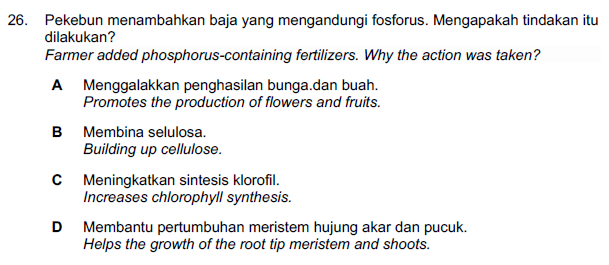 26. Pekebun menambahkan baja yang mengandungi fosforus. Mengapakah tindakan itu
dilakukan?
Farmer added phosphorus-containing fertilizers. Why the action was taken?
A Menggalakkan penghasilan bunga.dan buah.
Promotes the production of flowers and fruits.
B Membina selulosa.
Building up cellulose.
C Meningkatkan sintesis klorofil.
Increases chlorophyll synthesis.
D Membantu pertumbuhan meristem hujung akar dan pucuk.
Helps the growth of the root tip meristem and shoots.